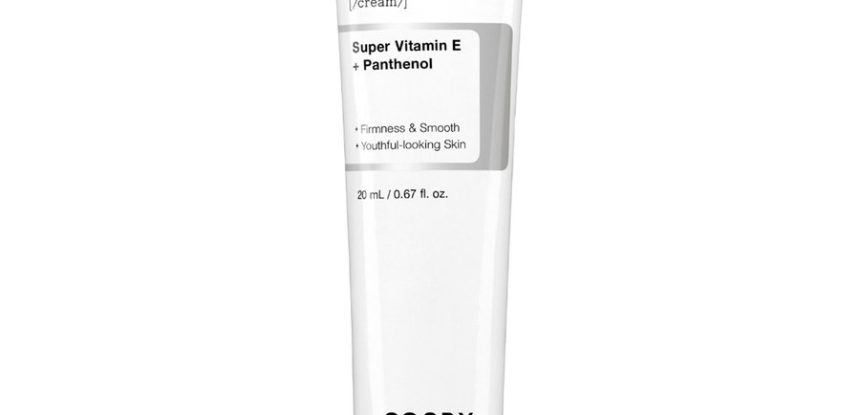 [/cream/]
Super Vitamin E
+ Panthenol
• Firmness & Smooth
• Youthful-looking Skin
20 mL / 0.67 fl. oz.